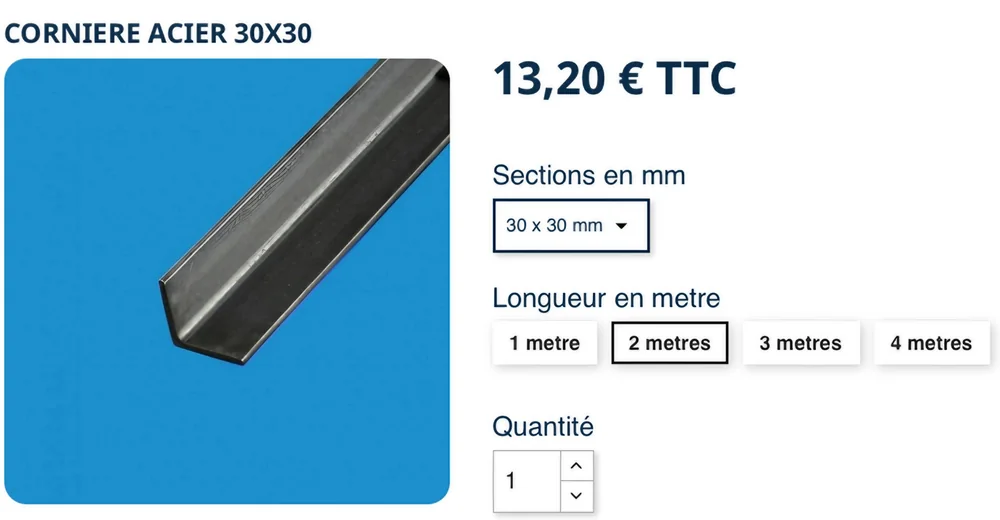 CORNIERE ACIER 30X30
13,20 € TTC
Sections en mm
30 x 30 mm
Longueur en metre
1 metre 2 metres 3 metres 4 metres
Quantité
1